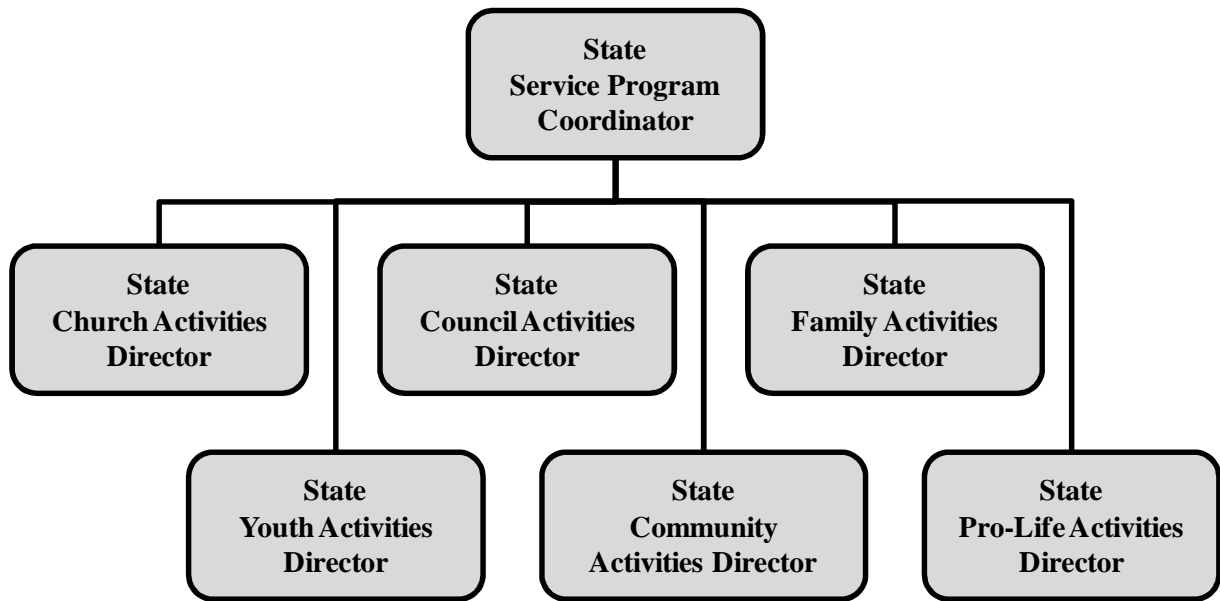 State
Service Program
Coordinator
State
Church Activities
Director
State
Council Activities
Director
State
Family Activities
Director
State
Youth Activities
Director
State
Community
Activities Director
State
Pro-Life Activities
Director